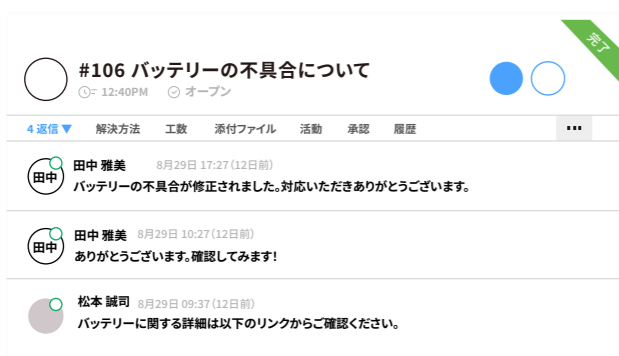 完了
#106 バッテリーの不具合について
12:40PM オープン
4 返信 ▼ 解決方法 工数 添付ファイル 活動 承認 履歴 ...
田中 田中 雅美 8月29日 17:27（12日前）
バッテリーの不具合が修正されました。対応いただきありがとうございます。
田中 田中 雅美 8月29日 10:27（12日前）
ありがとうございます。確認してみます！
松本 誠司 8月29日 09:37（12日前）
バッテリーに関する詳細は以下のリンクからご確認ください。